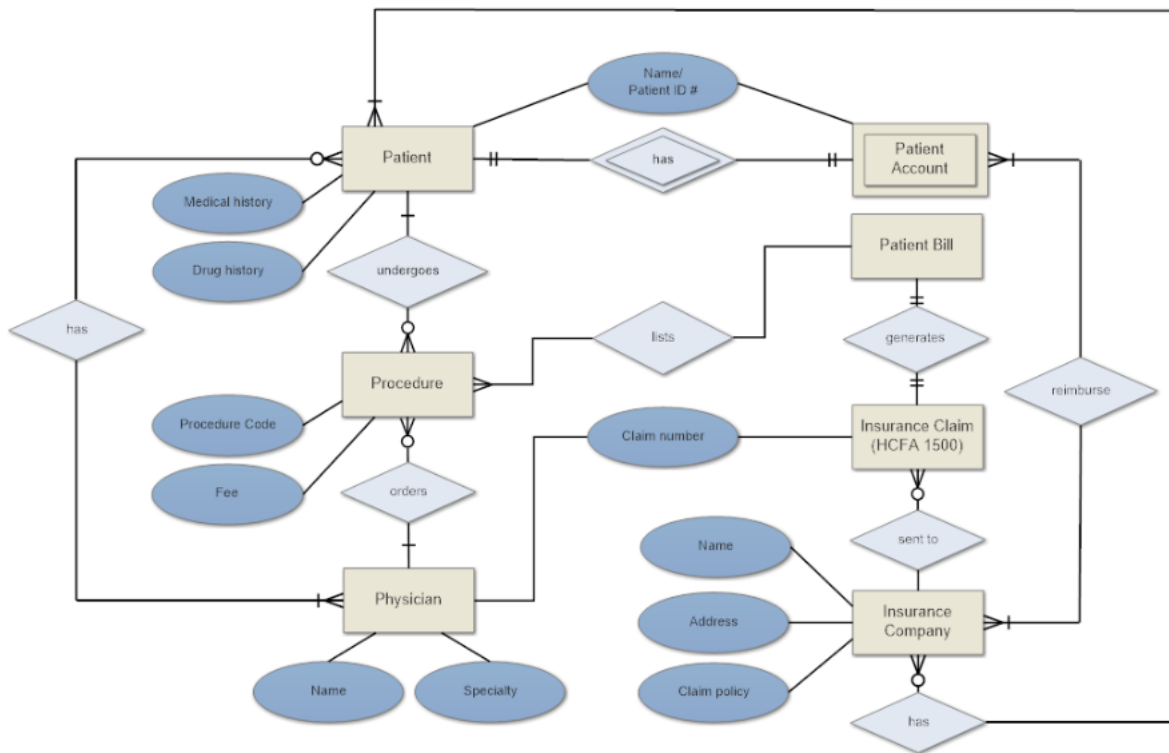 Name/
Patient ID #
Patient
has
Patient
Account
Medical history
Patient Bill
Drug history
undergoes
has
lists
generates
Procedure
reimburse
Procedure Code
Claim number
Insurance Claim
(HCFA 1500)
Fee
orders
Name
sent to
Physician
Address
Insurance
Company
Name
Specialty
Claim policy
has